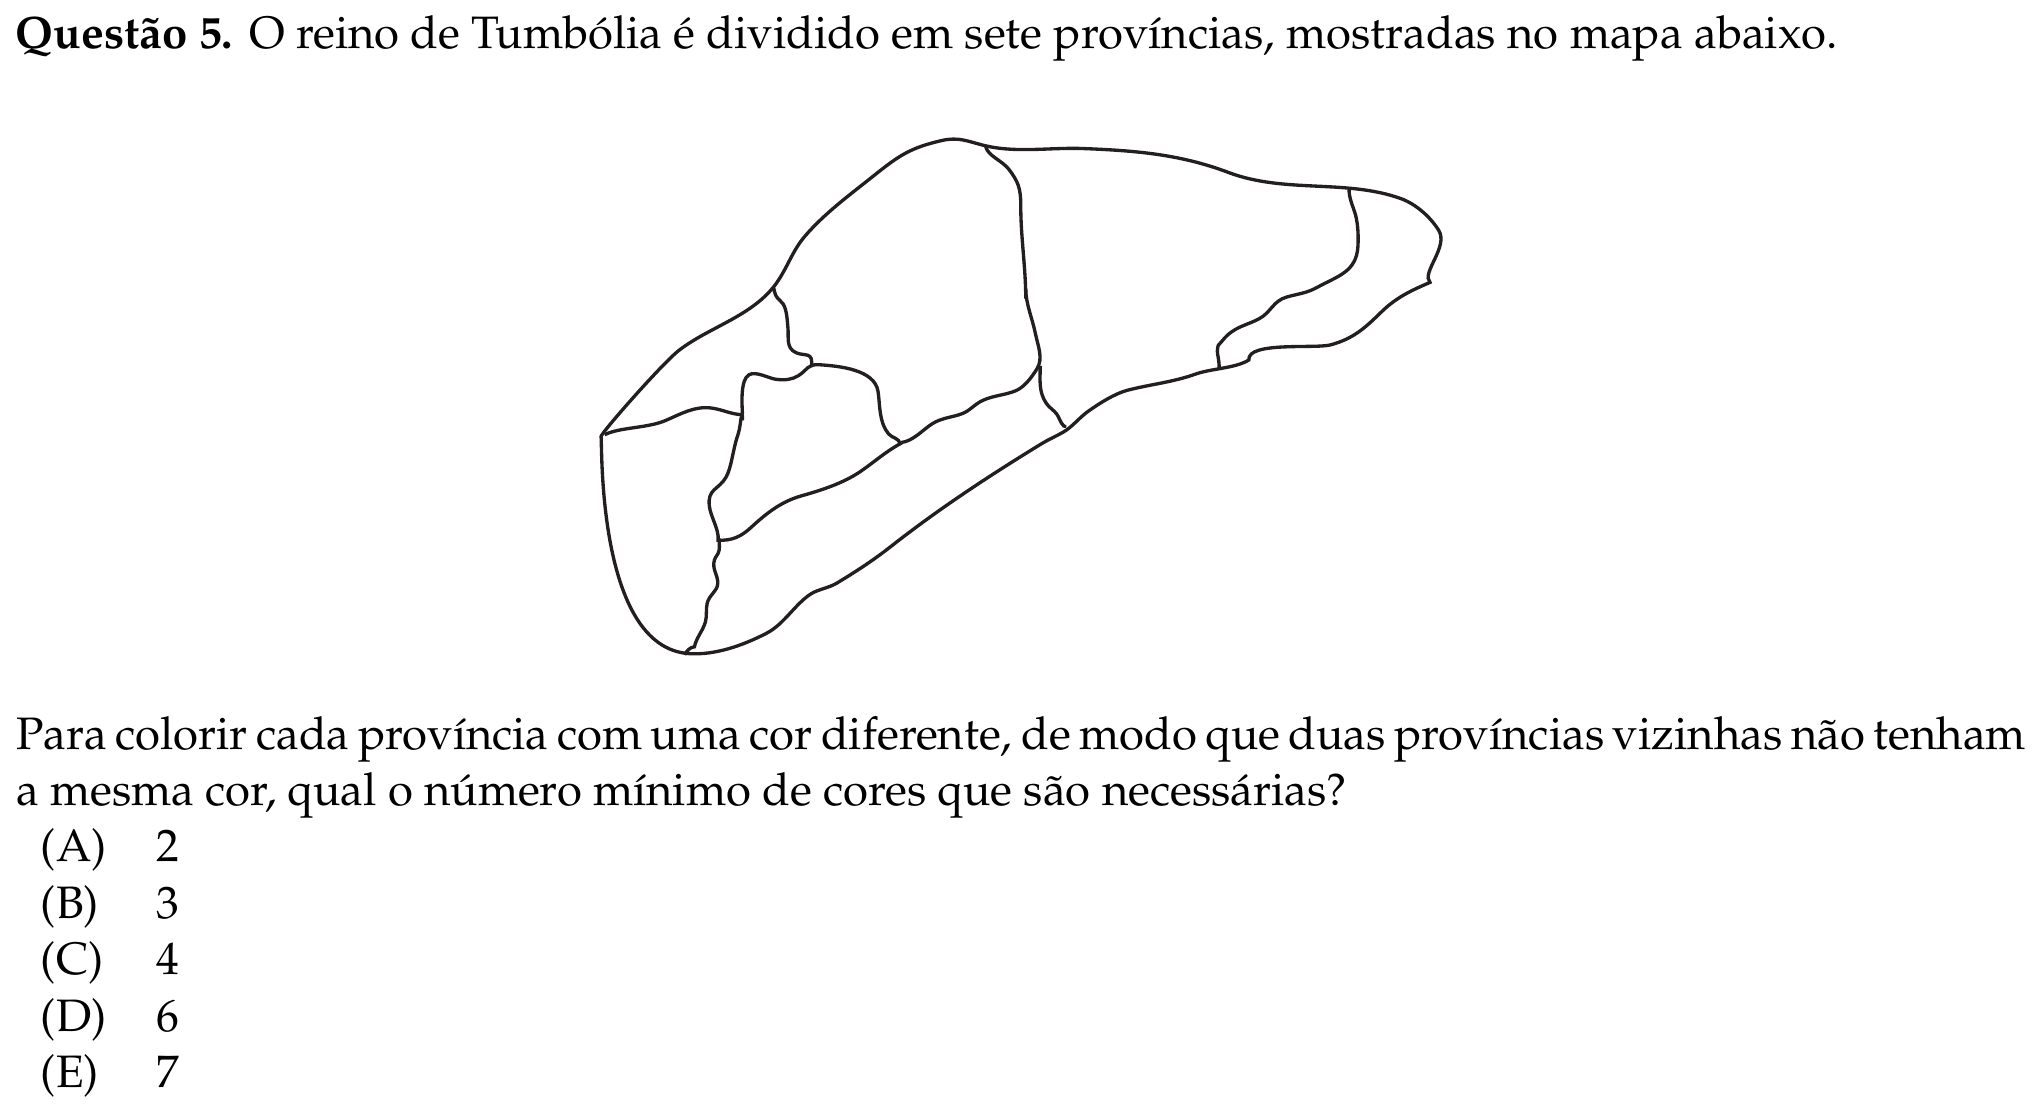 Questão 5. O reino de Tumbólia é dividido em sete províncias, mostradas no mapa abaixo.
Para colorir cada província com uma cor diferente, de modo que duas províncias vizinhas não tenham
a mesma cor, qual o número mínimo de cores que são necessárias?
(A) 2
(B) 3
(C) 4
(D) 6
(E) 7